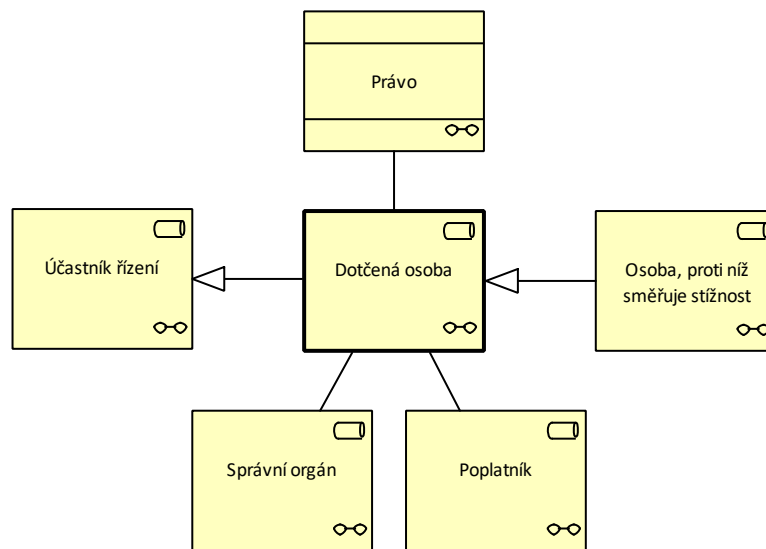 Právo
Účastník řízení
Dotčená osoba
Osoba, proti níž
směřuje stížnost
Správní orgán
Poplatník